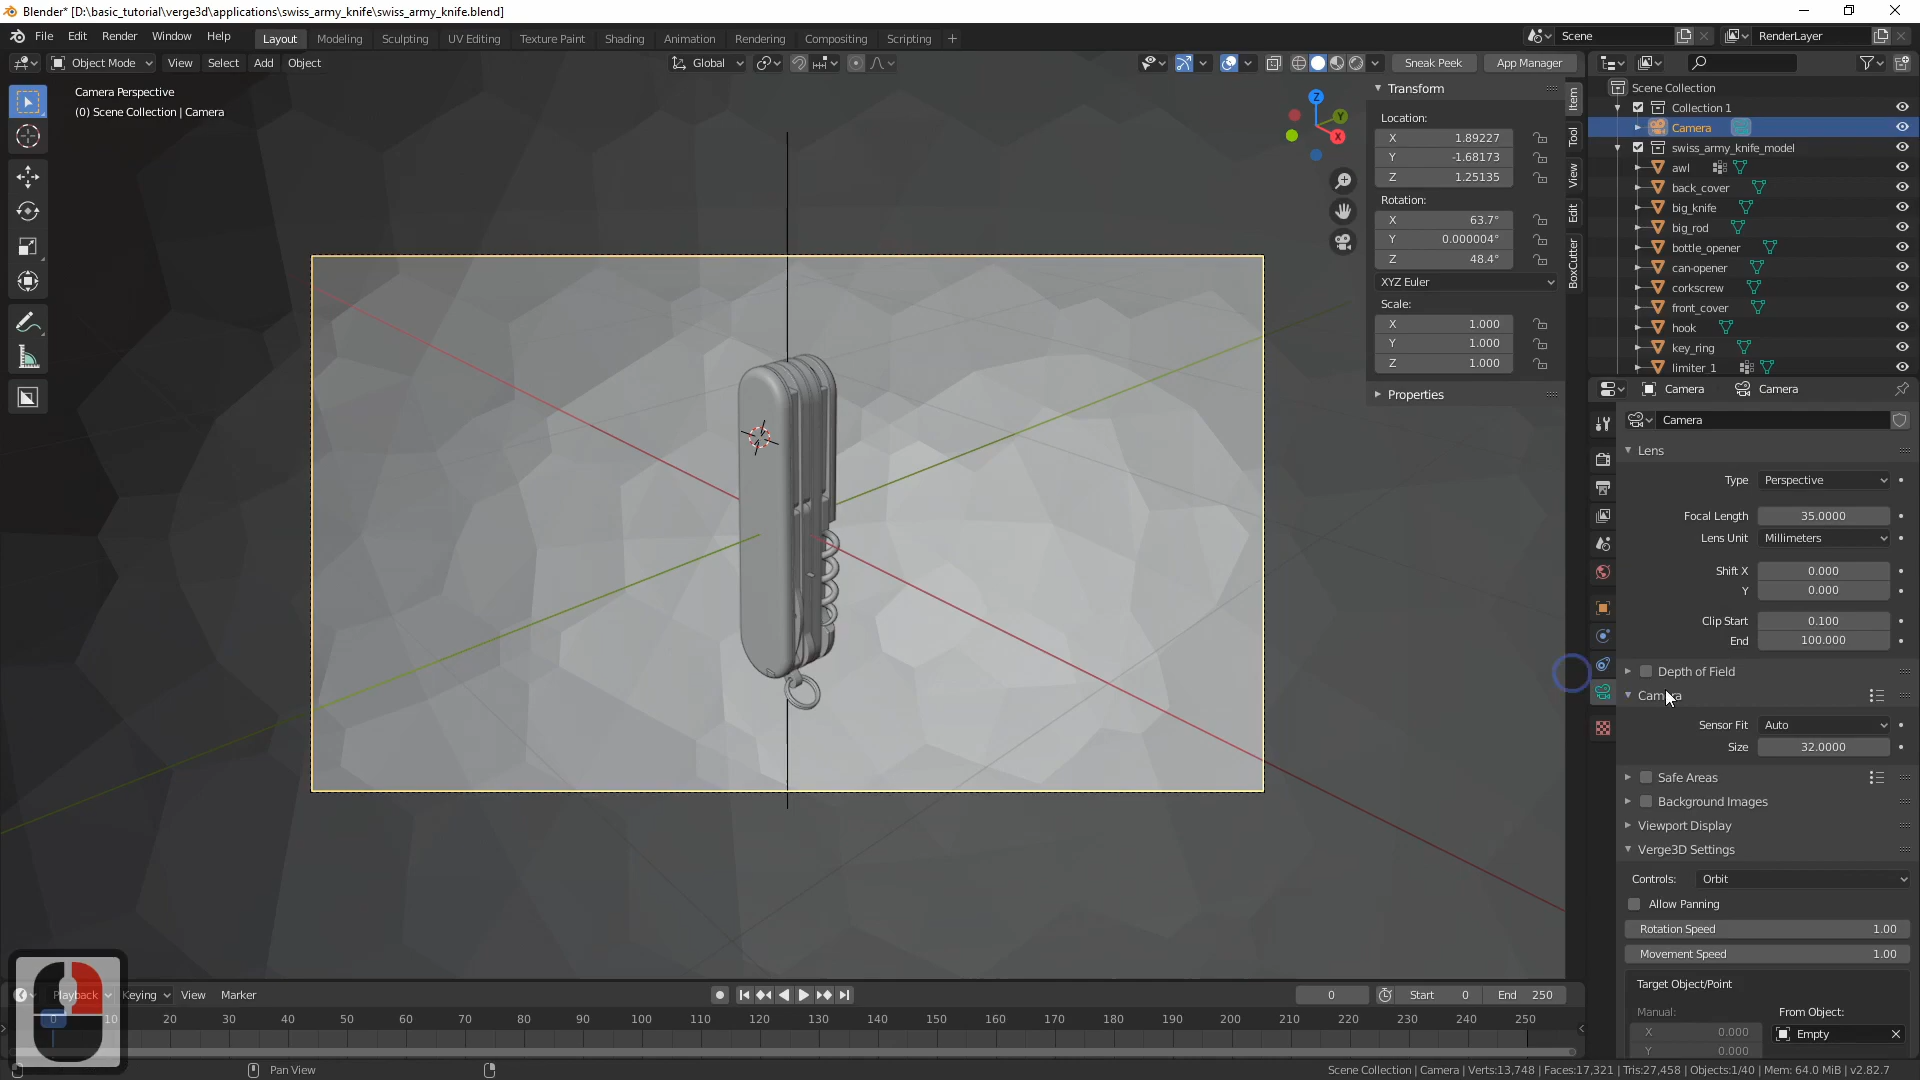 Blender* [D:\basic_tutorial\verge3d\applications\swiss_army_knife\swiss_army_knife.blend]
File Edit Render Window Help Layout Modeling Sculpting UV Editing Texture Paint Shading Animation Rendering Compositing Scripting + Scene RenderLayer
Object Mode View Select Add Object Global Sneak Peek App Manager
Camera Perspective
(0) Scene Collection | Camera
Z
Y
X
Transform
Location:
X 1.89227
Y -1.68173
Z 1.25135
Rotation:
X 63.7°
Y 0.000004°
Z 48.4°
XYZ Euler
Scale:
X 1.000
Y 1.000
Z 1.000
Properties
Item
Tool
View
Edit
BoxCutter
Scene Collection
Collection 1
Camera
swiss_army_knife_model
awl
back_cover
big_knife
big_rod
bottle_opener
can-opener
corkscrew
front_cover
hook
key_ring
limiter_1
Camera Camera
Camera
Lens
Type Perspective
Focal Length 35.0000
Lens Unit Millimeters
Shift X 0.000
Y 0.000
Clip Start 0.100
End 100.000
Depth of Field
Camera
Sensor Fit Auto
Size 32.0000
Safe Areas
Background Images
Viewport Display
Verge3D Settings
Controls: Orbit
Allow Panning
Rotation Speed 1.00
Movement Speed 1.00
Target Object/Point
Manual: From Object:
X 0.000 Empty
Y 0.000
Playback Keying View Marker 0 Start 0 End 250
0 10 20 30 40 50 60 70 80 90 100 110 120 130 140 150 160 170 180 190 200 210 220 230 240 250
Pan View Scene Collection | Camera | Verts:13,748 | Faces:17,321 | Tris:27,458 | Objects:1/40 | Mem: 64.0 MiB | v2.82.7